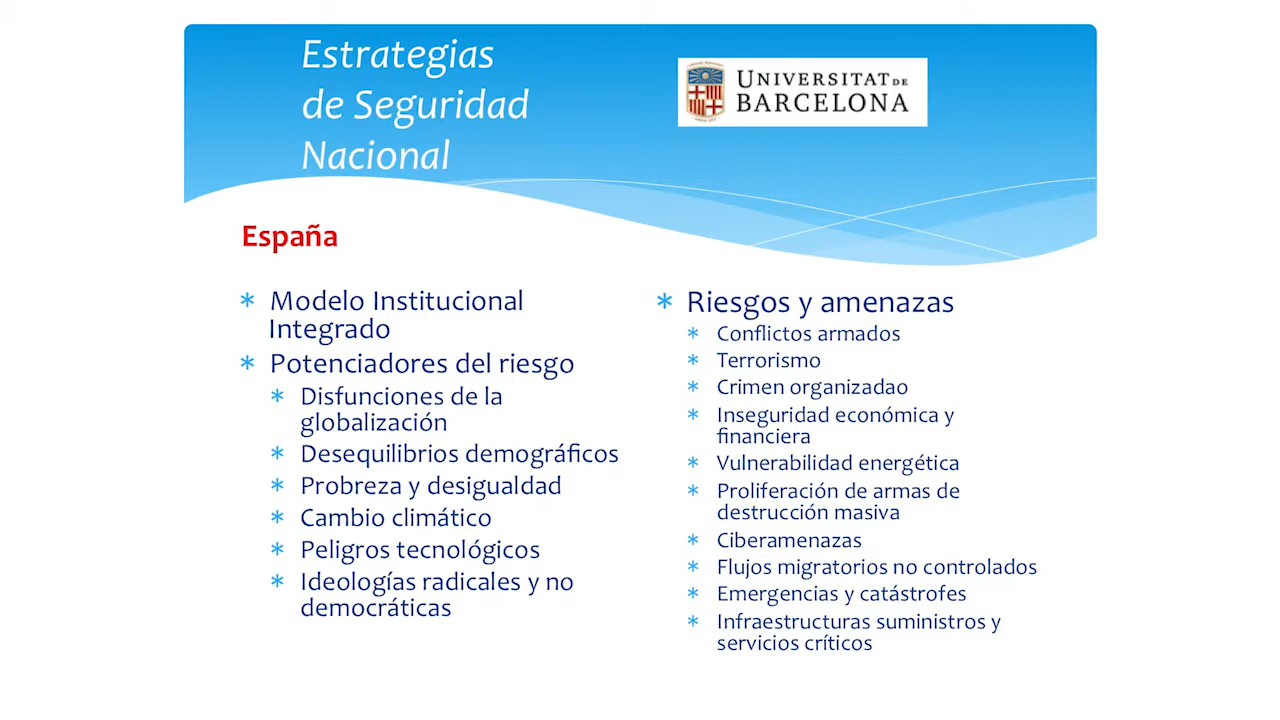 Estrategias
de Seguridad
Nacional
UNIVERSITAT DE
BARCELONA
España
* Modelo Institucional
Integrado
* Potenciadores del riesgo
* Disfunciones de la
globalización
* Desequilibrios demográficos
* Probreza y desigualdad
* Cambio climático
* Peligros tecnológicos
* Ideologías radicales y no
democráticas
* Riesgos y amenazas
* Conflictos armados
* Terrorismo
* Crimen organizadao
* Inseguridad económica y
financiera
* Vulnerabilidad energética
* Proliferación de armas de
destrucción masiva
* Ciberamenazas
* Flujos migratorios no controlados
* Emergencias y catástrofes
* Infraestructuras suministros y
servicios críticos